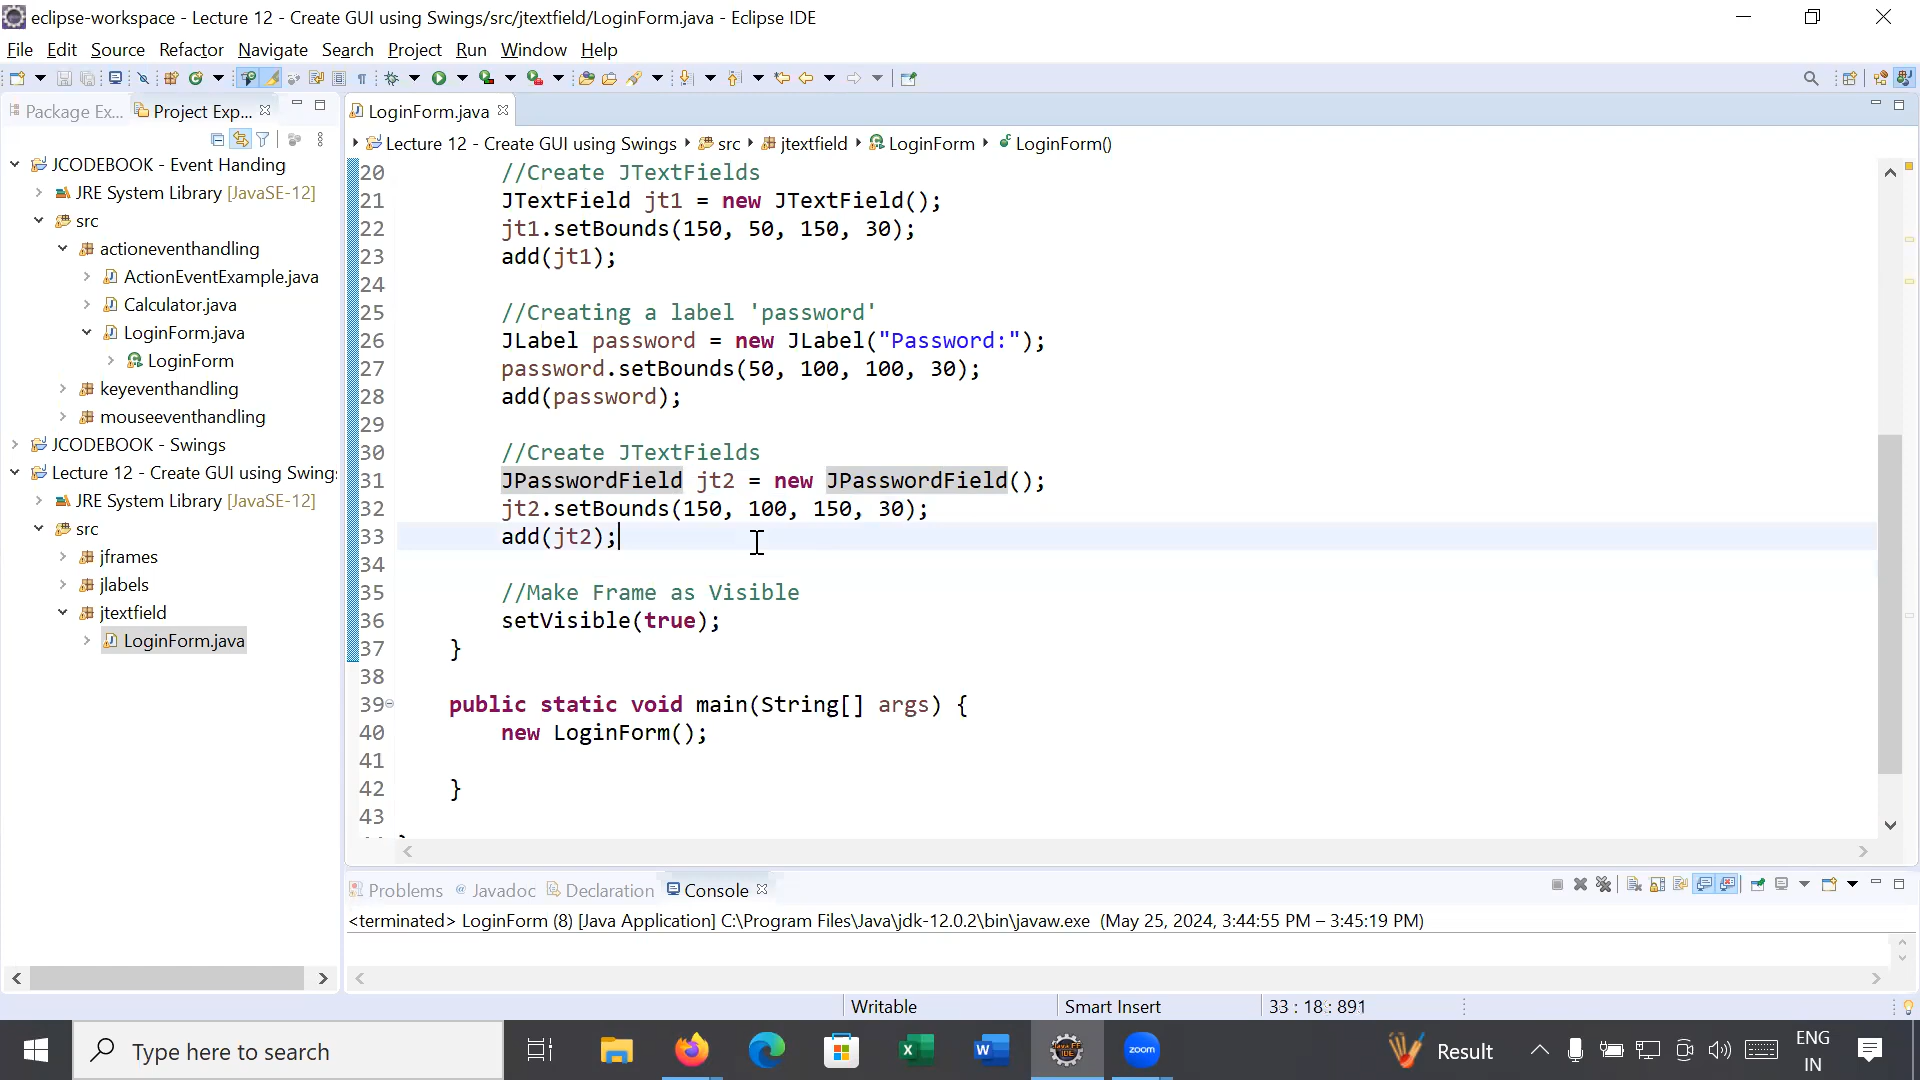 eclipse-workspace - Lecture 12 - Create GUI using Swings/src/jtextfield/LoginForm.java - Eclipse IDE
File Edit Source Refactor Navigate Search Project Run Window Help
Package Ex... Project Exp...
LoginForm.java
Lecture 12 - Create GUI using Swings src jtextfield LoginForm LoginForm()
JCODEBOOK - Event Handing
JRE System Library [JavaSE-12]
src
actioneventhandling
ActionEventExample.java
Calculator.java
LoginForm.java
LoginForm
keyeventhandling
mouseeventhandling
JCODEBOOK - Swings
Lecture 12 - Create GUI using Swing
JRE System Library [JavaSE-12]
src
jframes
jlabels
jtextfield
LoginForm.java
20 //Create JTextFields
21 JTextField jt1 = new JTextField();
22 jt1.setBounds(150, 50, 150, 30);
23 add(jt1);
24
25 //Creating a label 'password'
26 JLabel password = new JLabel("Password:");
27 password.setBounds(50, 100, 100, 30);
28 add(password);
29
30 //Create JTextFields
31 JPasswordField jt2 = new JPasswordField();
32 jt2.setBounds(150, 100, 150, 30);
33 add(jt2);
34
35 //Make Frame as Visible
36 setVisible(true);
37 }
38
39 public static void main(String[] args) {
40 new LoginForm();
41
42 }
43
Problems Javadoc Declaration Console
<terminated> LoginForm (8) [Java Application] C:\Program Files\Java\jdk-12.0.2\bin\javaw.exe (May 25, 2024, 3:44:55 PM – 3:45:19 PM)
Writable Smart Insert 33 : 18 : 891
Type here to search
zoom
Result
ENG
IN